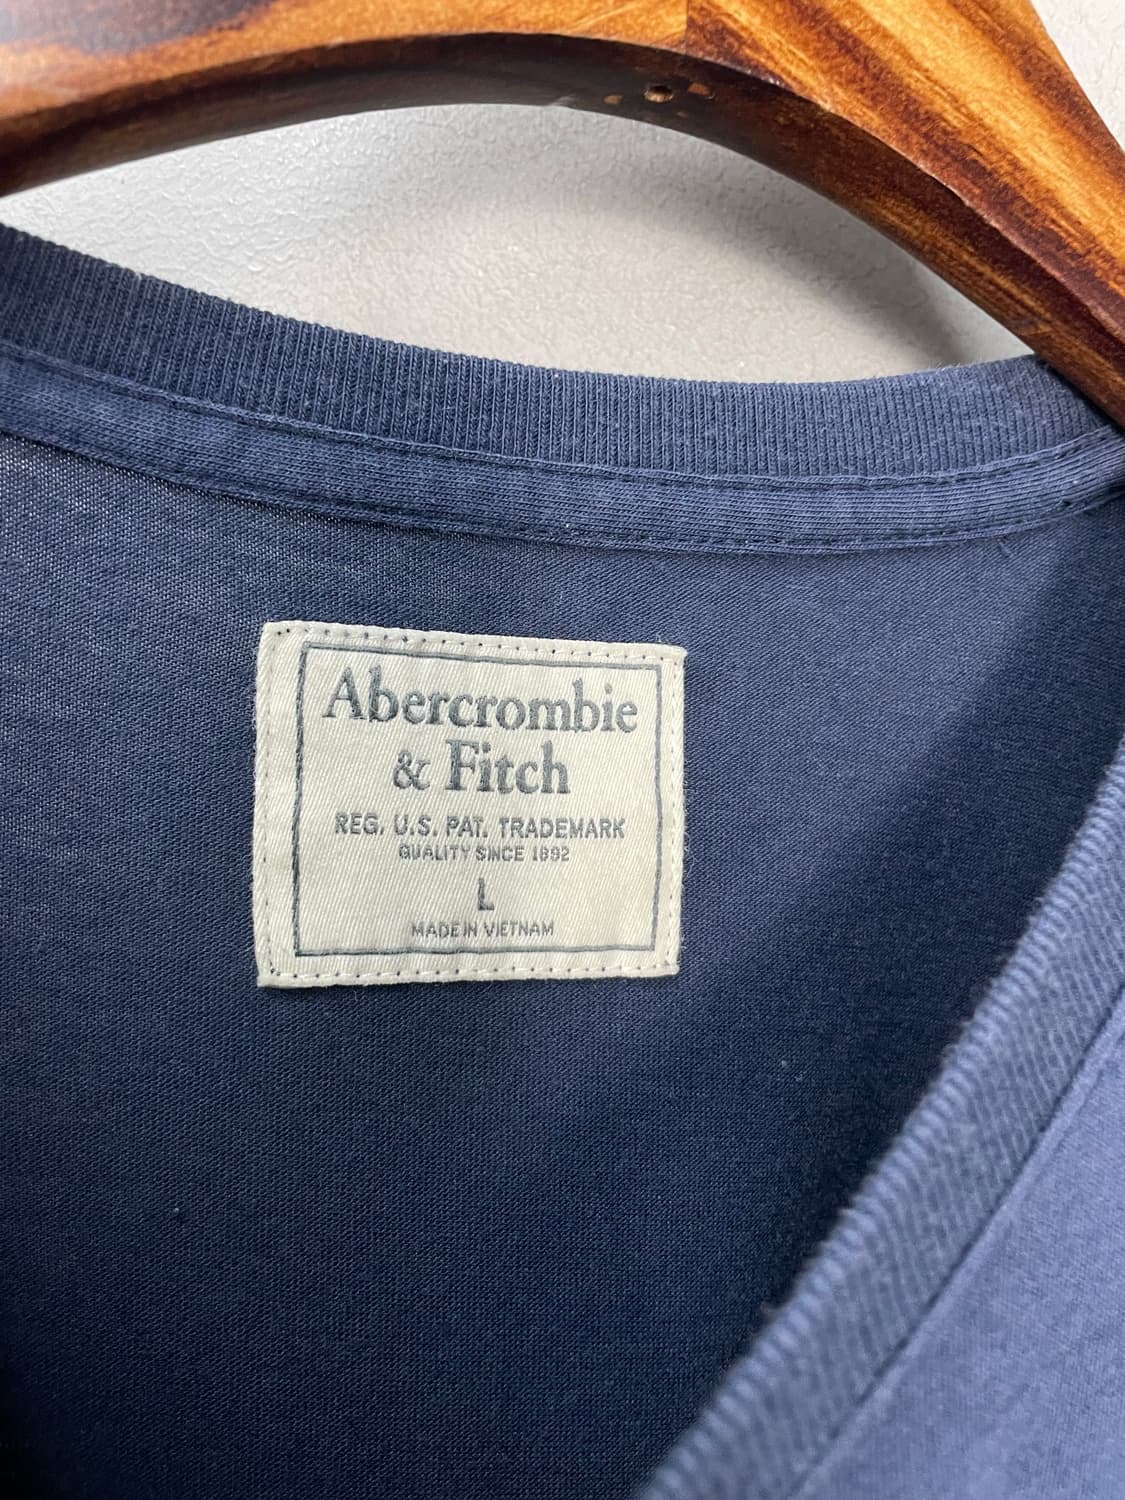 Abercrombie
& Fitch
REG. U.S. PAT. TRADEMARK
QUALITY SINCE 1892
L
MADE IN VIETNAM